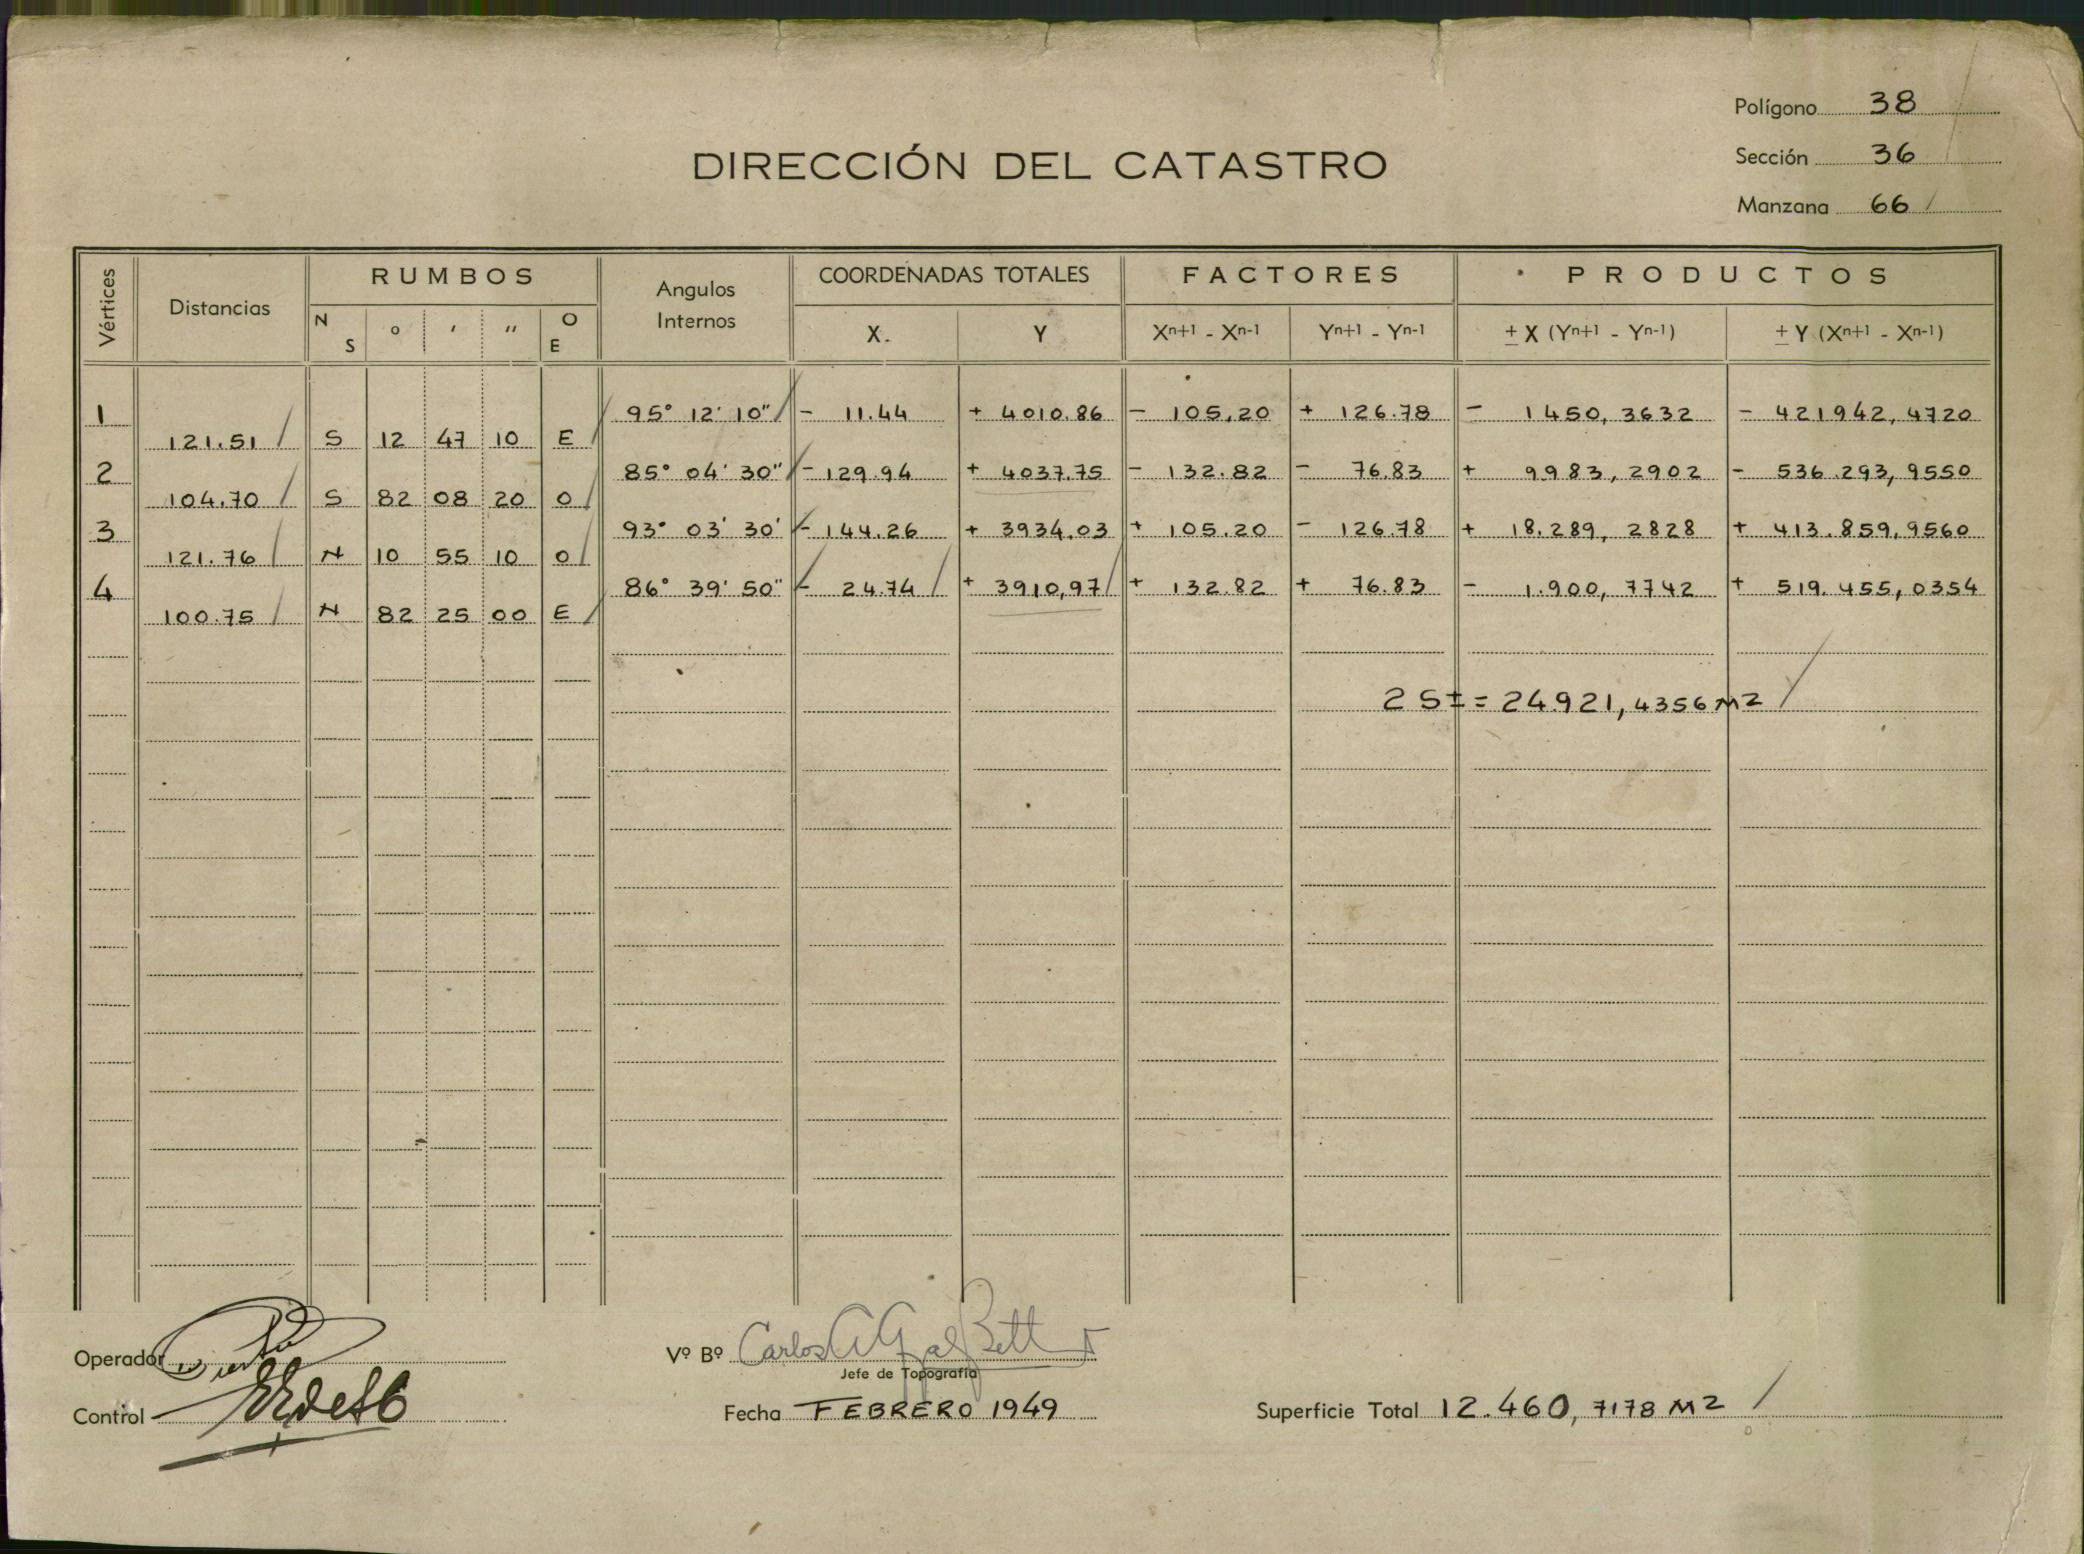 Polígono 38
Sección 36
Manzana 66
DIRECCIÓN DEL CATASTRO
Vértices Distancias RUMBOS Angulos Internos COORDENADAS TOTALES FACTORES PRODUCTOS
N S ° ′ ″ O E X. Y Xn+1 - Xn-1 Yn+1 - Yn-1 ± X (Yn+1 - Yn-1) ± Y (Xn+1 - Xn-1)
1 95° 12' 10" - 11.44 + 4010.86 - 105,20 + 126.78 - 1450,3632 - 421942,4720
121.51 S 12 47 10 E
2 85° 04' 30" - 129.94 + 4037.75 - 132.82 - 76.83 + 9983,2902 - 536.293,9550
104.70 S 82 08 20 O
3 93° 03' 30' - 144.26 + 3934.03 + 105.20 - 126.78 + 18.289,2828 + 413.859,9560
121.76 N 10 55 10 O
4 86° 39' 50" - 24.74 + 3910,97 + 132.82 + 76.83 - 1.900,7742 + 519.455,0354
100.75 N 82 25 00 E
2 S ± = 24921,4356 M2
Operador
Control
Vº Bº Carlos
Jefe de Topografía
Fecha FEBRERO 1949
Superficie Total 12.460,7178 M2